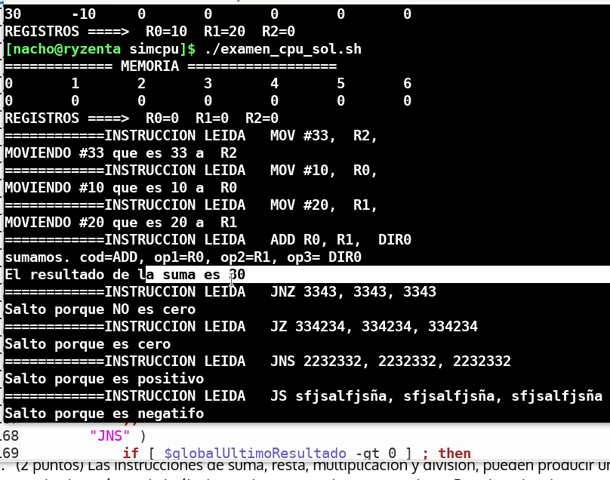 30 -10 0 0 0 0 0
REGISTROS ====> R0=10 R1=20 R2=0
[nacho@ryzenta simcpu]$ ./examen_cpu_sol.sh
============= MEMORIA ==================
0 1 2 3 4 5 6
0 0 0 0 0 0 0
REGISTROS ====> R0=0 R1=0 R2=0
============INSTRUCCION LEIDA MOV #33, R2,
MOVIENDO #33 que es 33 a R2
============INSTRUCCION LEIDA MOV #10, R0,
MOVIENDO #10 que es 10 a R0
============INSTRUCCION LEIDA MOV #20, R1,
MOVIENDO #20 que es 20 a R1
============INSTRUCCION LEIDA ADD R0, R1, DIR0
sumamos. cod=ADD, op1=R0, op2=R1, op3= DIR0
El resultado de la suma es 30
============INSTRUCCION LEIDA JNZ 3343, 3343, 3343
Salto porque NO es cero
============INSTRUCCION LEIDA JZ 334234, 334234, 334234
Salto porque es cero
============INSTRUCCION LEIDA JNS 2232332, 2232332, 2232332
Salto porque es positivo
============INSTRUCCION LEIDA JS sfjsalfjsña, sfjsalfjsña, sfjsalfjsña
Salto porque es negatifo
68 "JNS" )
69 if [ $globalUltimoResultado -gt 0 ] ; then
(2 puntos) Las instrucciones de suma, resta, multiplicación y división, pueden producir